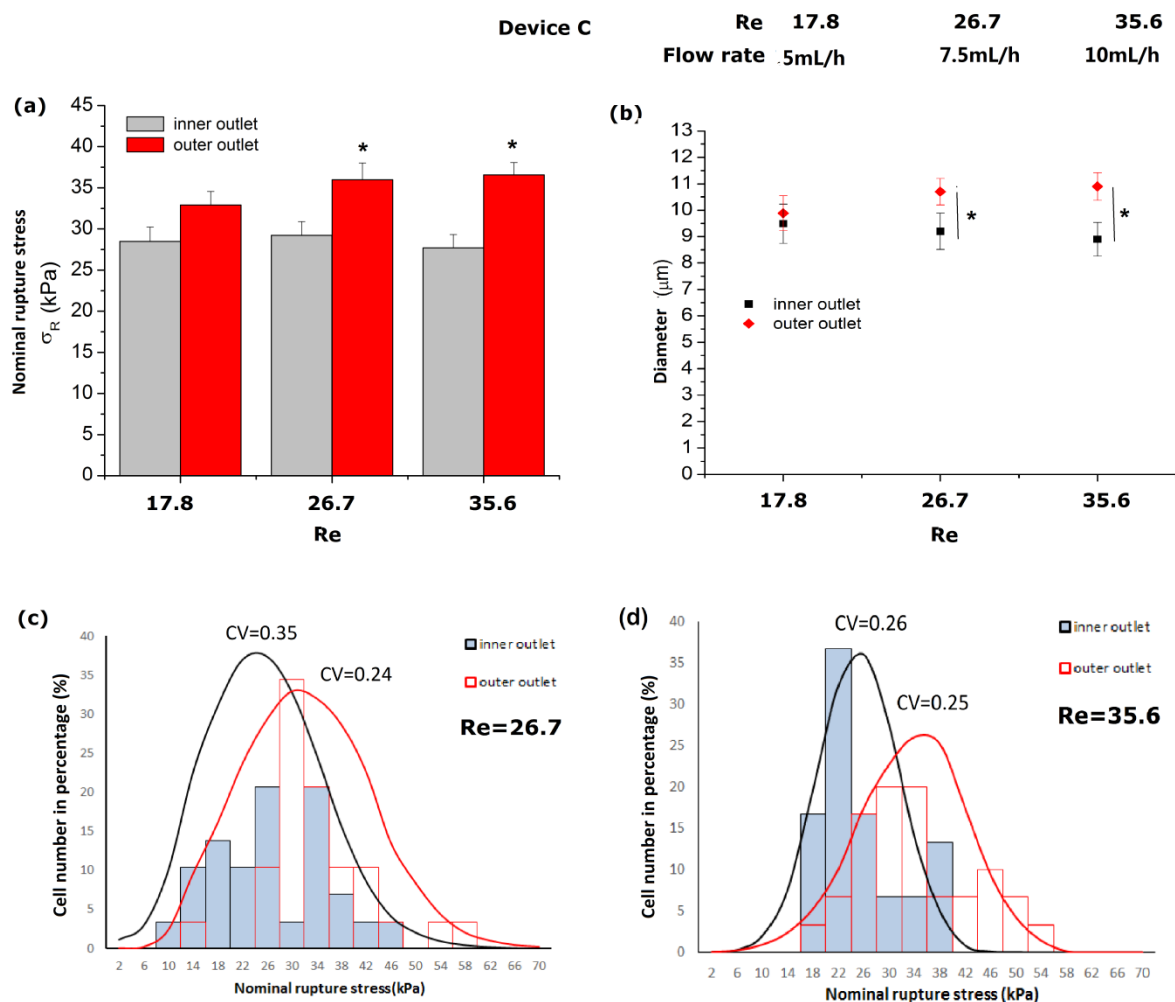 Device C
Re 17.8 26.7 35.6
Flow rate 5mL/h 7.5mL/h 10mL/h
(a)
Nominal rupture stress
σR (kPa)
45
40
35
30
25
20
15
10
5
0
inner outlet
outer outlet
*
*
17.8 26.7 35.6
Re
(b)
Diameter (μm)
13
12
11
10
9
8
7
6
5
4
3
2
1
0
*
*
inner outlet
outer outlet
17.8 26.7 35.6
Re
(c)
Cell number in percentage (%)
40
35
30
25
20
15
10
5
0
CV=0.35
CV=0.24
inner outlet
outer outlet
Re=26.7
2 6 10 14 18 22 26 30 34 38 42 46 50 54 58 62 66 70
Nominal rupture stress(kPa)
(d)
Cell number in percentage (%)
40
35
30
25
20
15
10
5
0
CV=0.26
CV=0.25
inner outlet
outer outlet
Re=35.6
2 6 10 14 18 22 26 30 34 38 42 46 50 54 58 62 66 70
Nominal rupture stress(kPa)